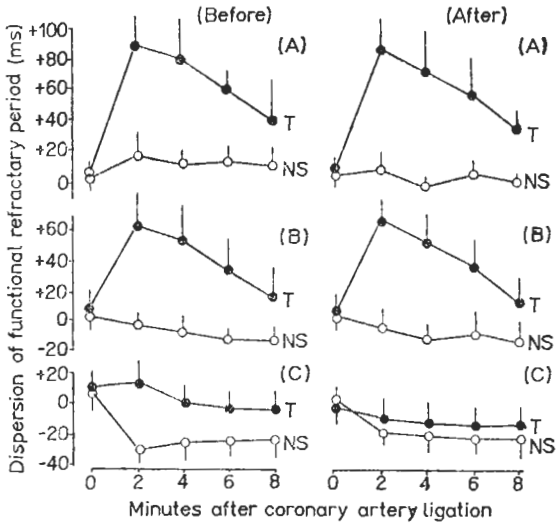 (Before)
(After)
Dispersion of functional refractary period (ms)
+100
+80
+60
+40
+20
0
(A)
T
NS
(A)
T
NS
+60
+40
+20
0
-20
(B)
T
NS
(B)
T
NS
+20
0
-20
-40
(C)
T
NS
(C)
T
NS
0 2 4 6 8
0 2 4 6 8
Minutes after coronary artery ligation